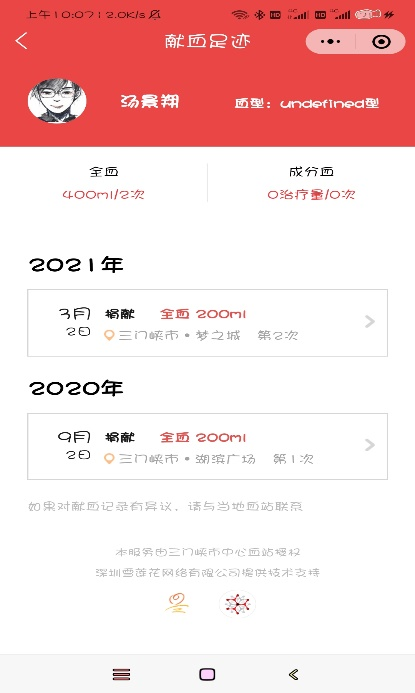 上午10:07 | 2.0K/s
献血足迹
汤景翔
血型：undefined型
全血
400ml/2次
成分血
0治疗量/0次
2021年
3月 捐献 全血 200ml
2日 三门峡市·梦之城 第2次
2020年
9月 捐献 全血 200ml
2日 三门峡市·湖滨广场 第1次
如果对献血记录有异议，请与当地血站联系
本服务由三门峡市中心血站授权
深圳雪莲花网络有限公司提供技术支持